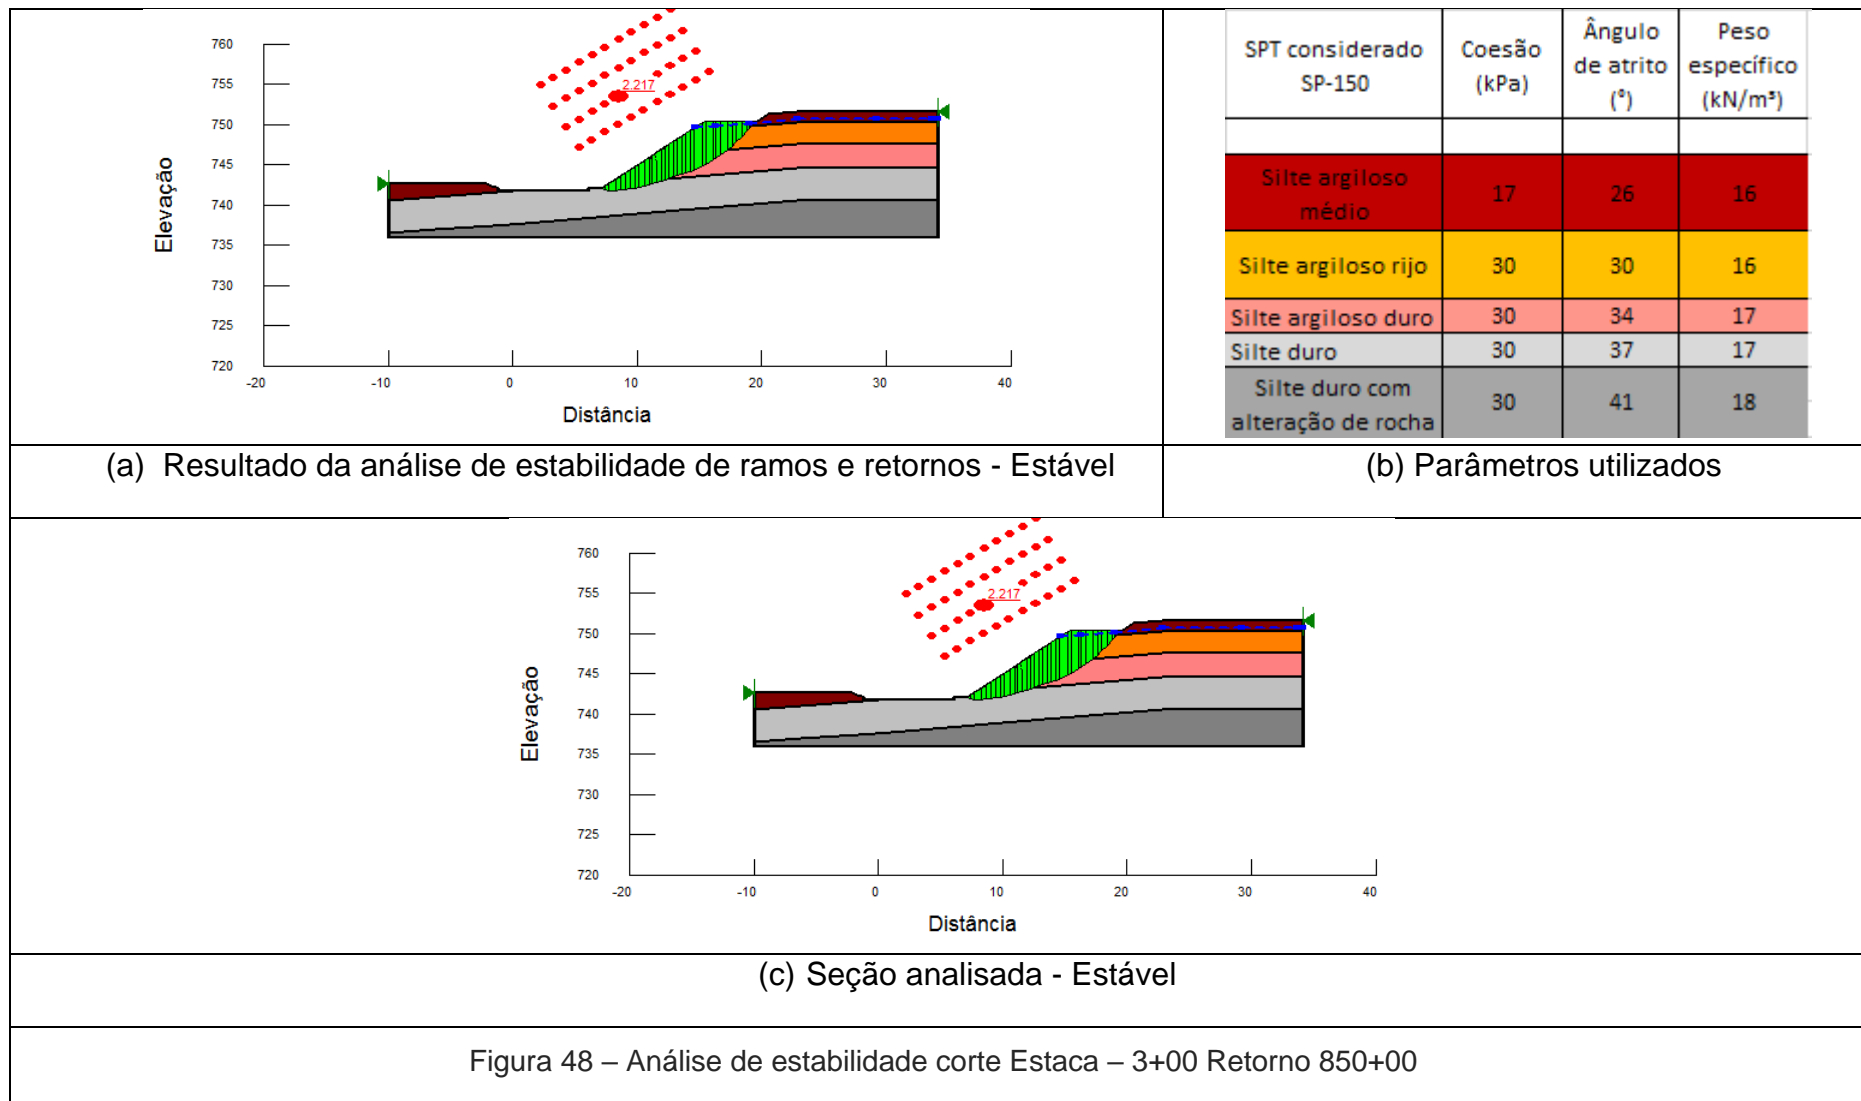 760
755
750
745
740
735
730
725
720
Elevação
2.217
-20
-10
0
10
20
30
40
Distância
SPT considerado
SP-150
Coesão
(kPa)
Ângulo
de atrito
(º)
Peso
específico
(kN/m³)
Silte argiloso
médio
17
26
16
Silte argiloso rijo
30
30
16
Silte argiloso duro
30
34
17
Silte duro
30
37
17
Silte duro com
alteração de rocha
30
41
18
(a) Resultado da análise de estabilidade de ramos e retornos - Estável
(b) Parâmetros utilizados
760
755
750
745
740
735
730
725
720
Elevação
2.217
-20
-10
0
10
20
30
40
Distância
(c) Seção analisada - Estável
Figura 48 – Análise de estabilidade corte Estaca – 3+00 Retorno 850+00